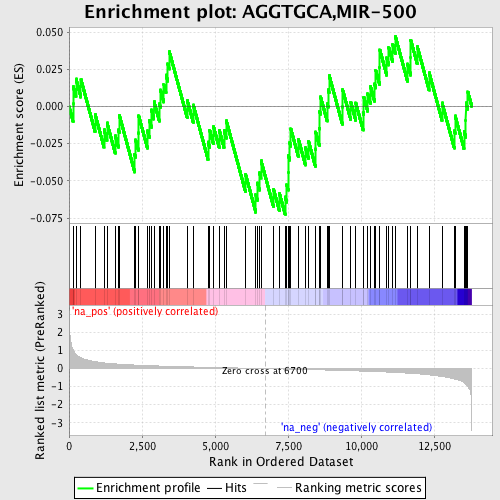 Enrichment plot: AGGTGCA,MIR-500
Enrichment score (ES)
0.050
0.025
0.000
-0.025
-0.050
-0.075
'na_pos' (positively correlated)
Ranked list metric (PreRanked)
3
2
1
0
-1
-2
-3
Zero cross at 6700
'na_neg' (negatively correlated)
0
2,500
5,000
7,500
10,000
12,500
Rank in Ordered Dataset
Enrichment profile
Hits
Ranking metric scores